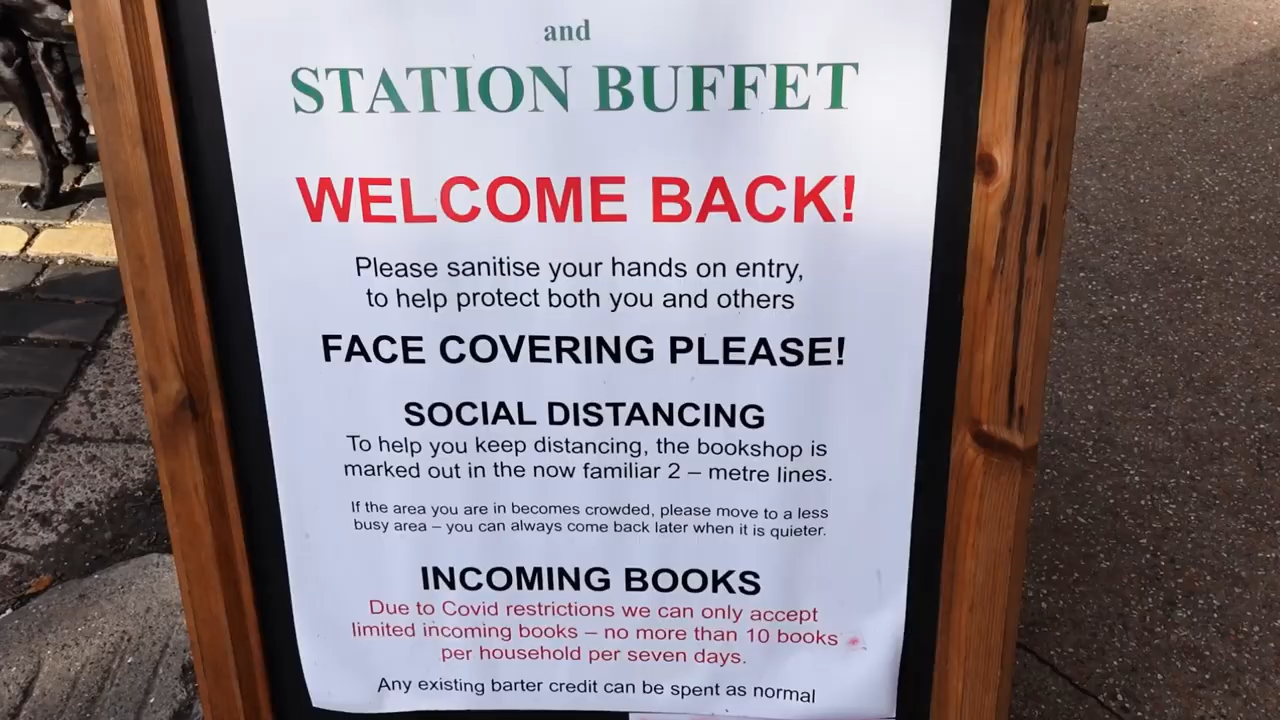 and
STATION BUFFET
WELCOME BACK!
Please sanitise your hands on entry,
to help protect both you and others
FACE COVERING PLEASE!
SOCIAL DISTANCING
To help you keep distancing, the bookshop is
marked out in the now familiar 2 – metre lines.
If the area you are in becomes crowded, please move to a less
busy area – you can always come back later when it is quieter.
INCOMING BOOKS
Due to Covid restrictions we can only accept
limited incoming books – no more than 10 books
per household per seven days.
Any existing barter credit can be spent as normal